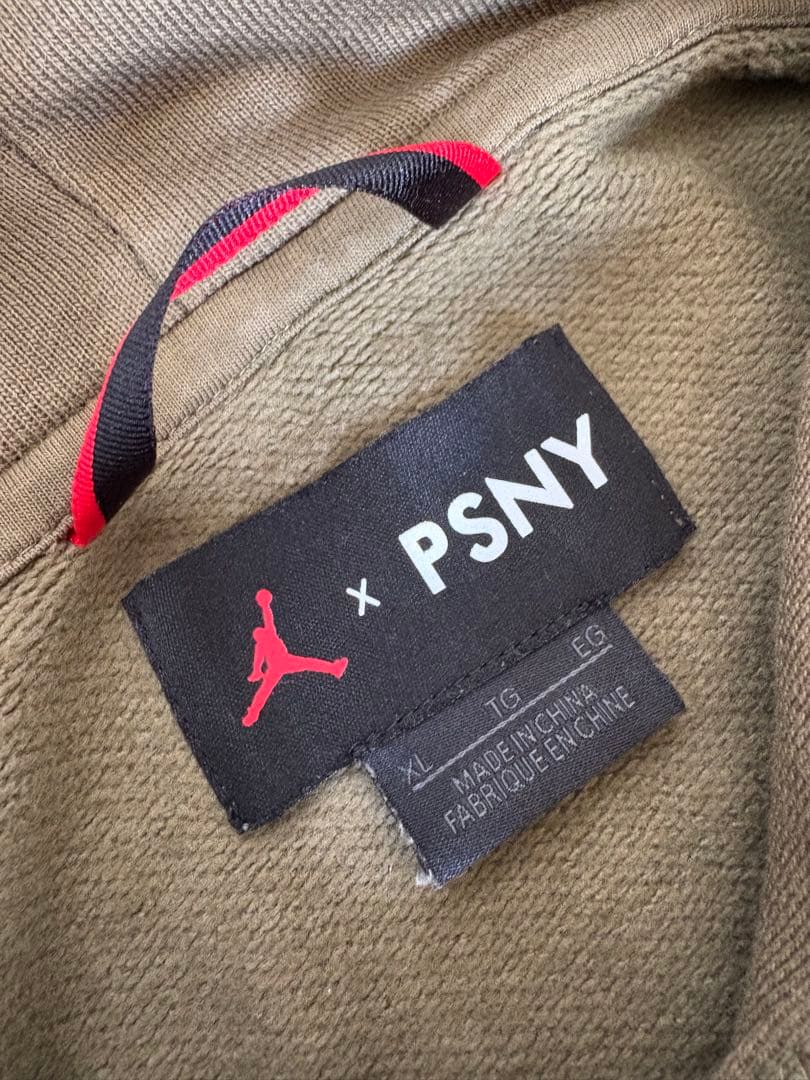 x PSNY
XL TG EG
MADE IN CHINA
FABRIQUE EN CHINE